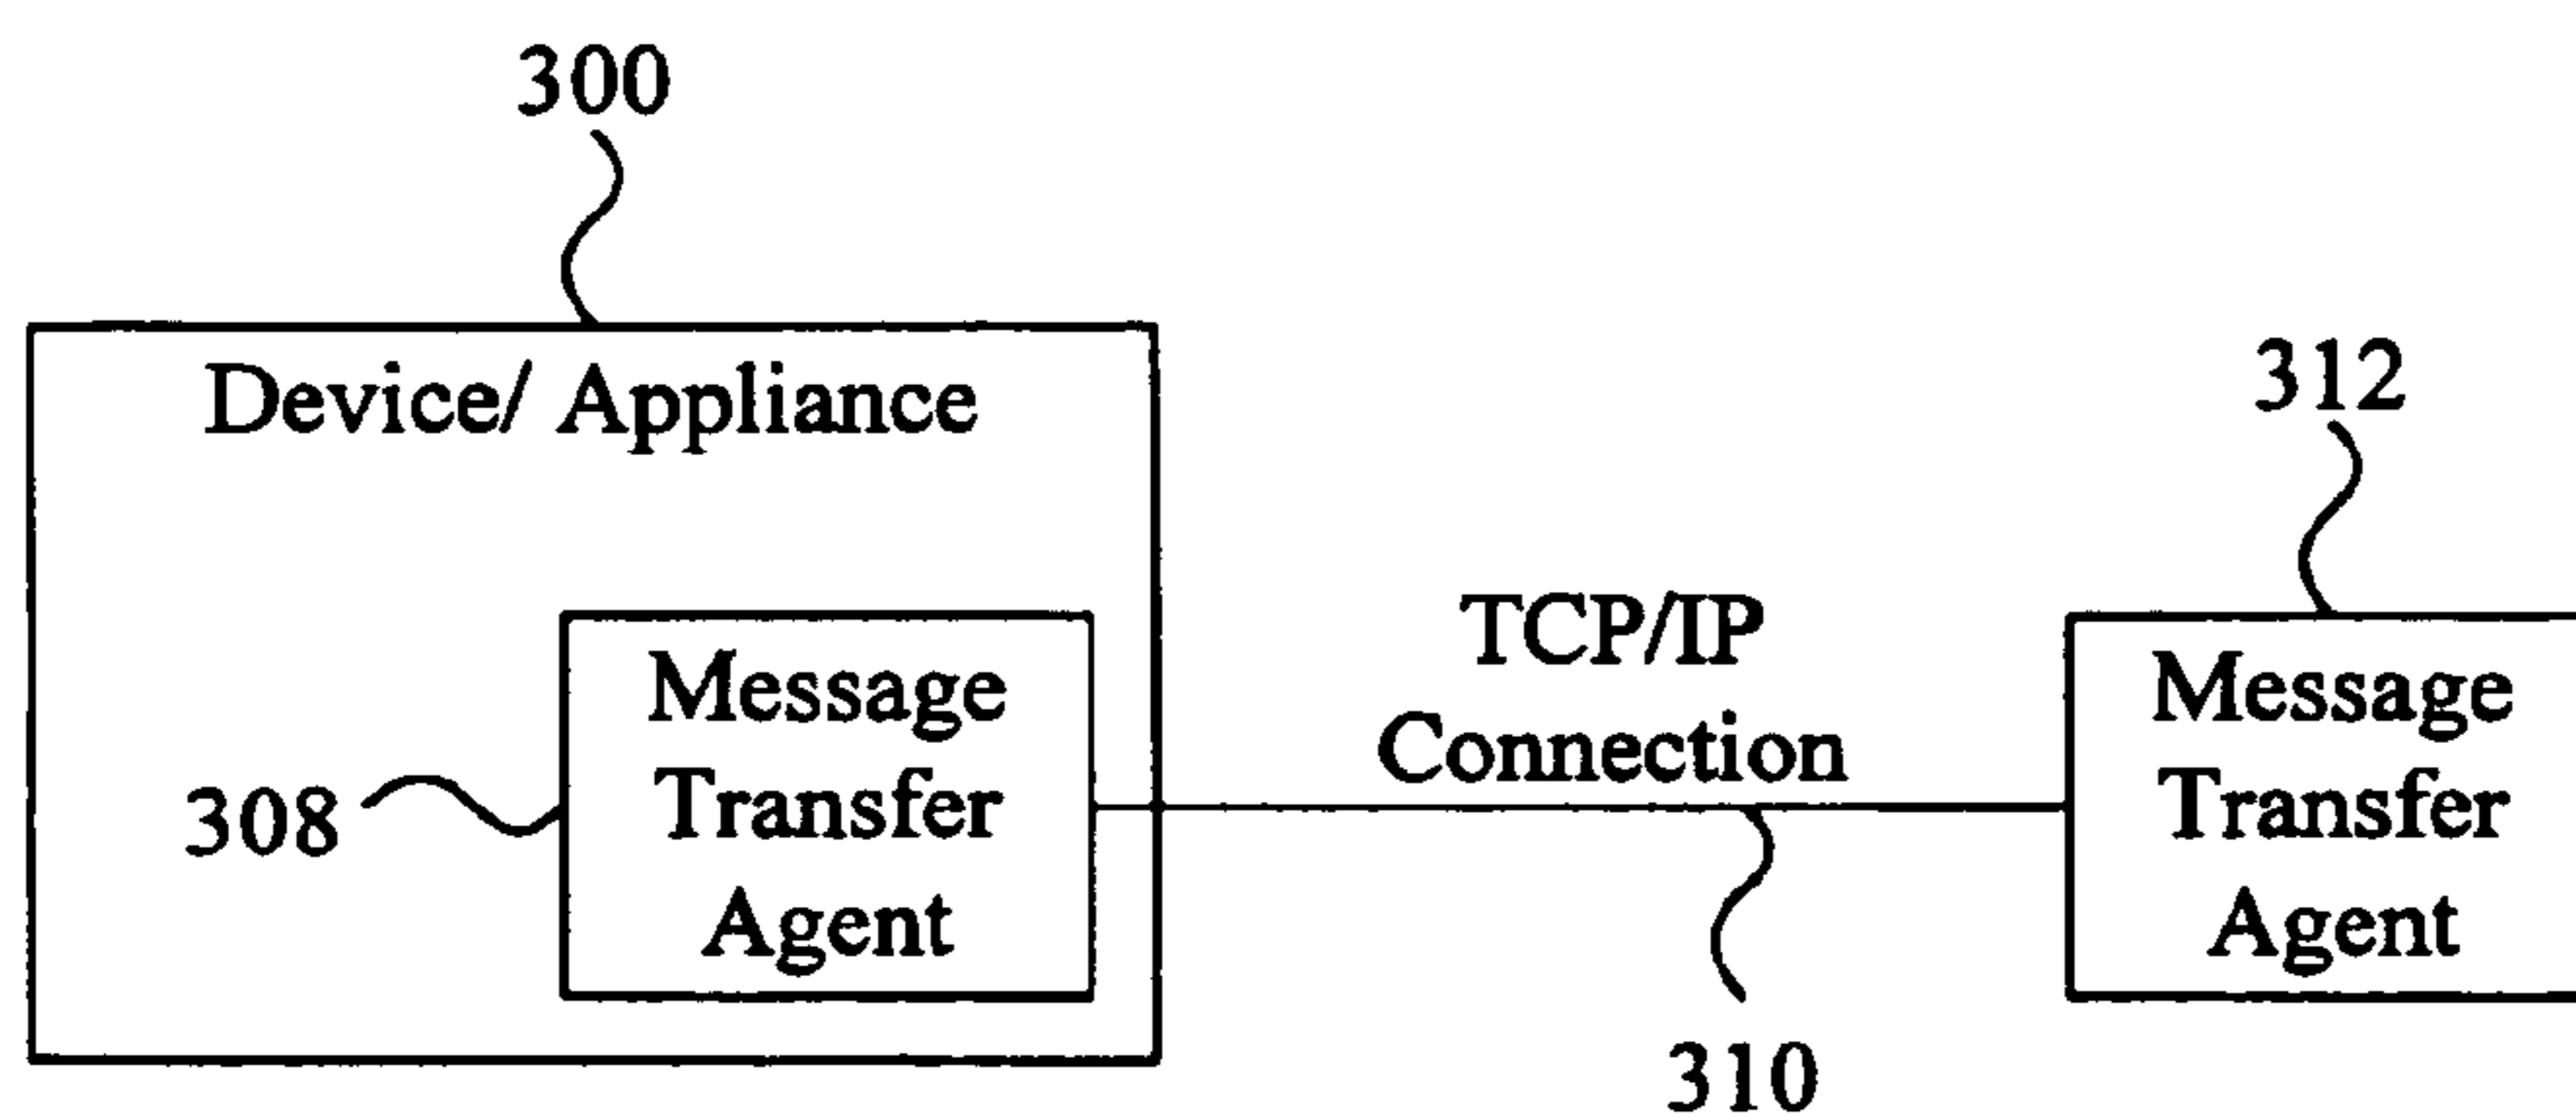 300
Device/ Appliance
312
TCP/IP
Connection
Message
Transfer
Agent
308
Message
Transfer
Agent
310